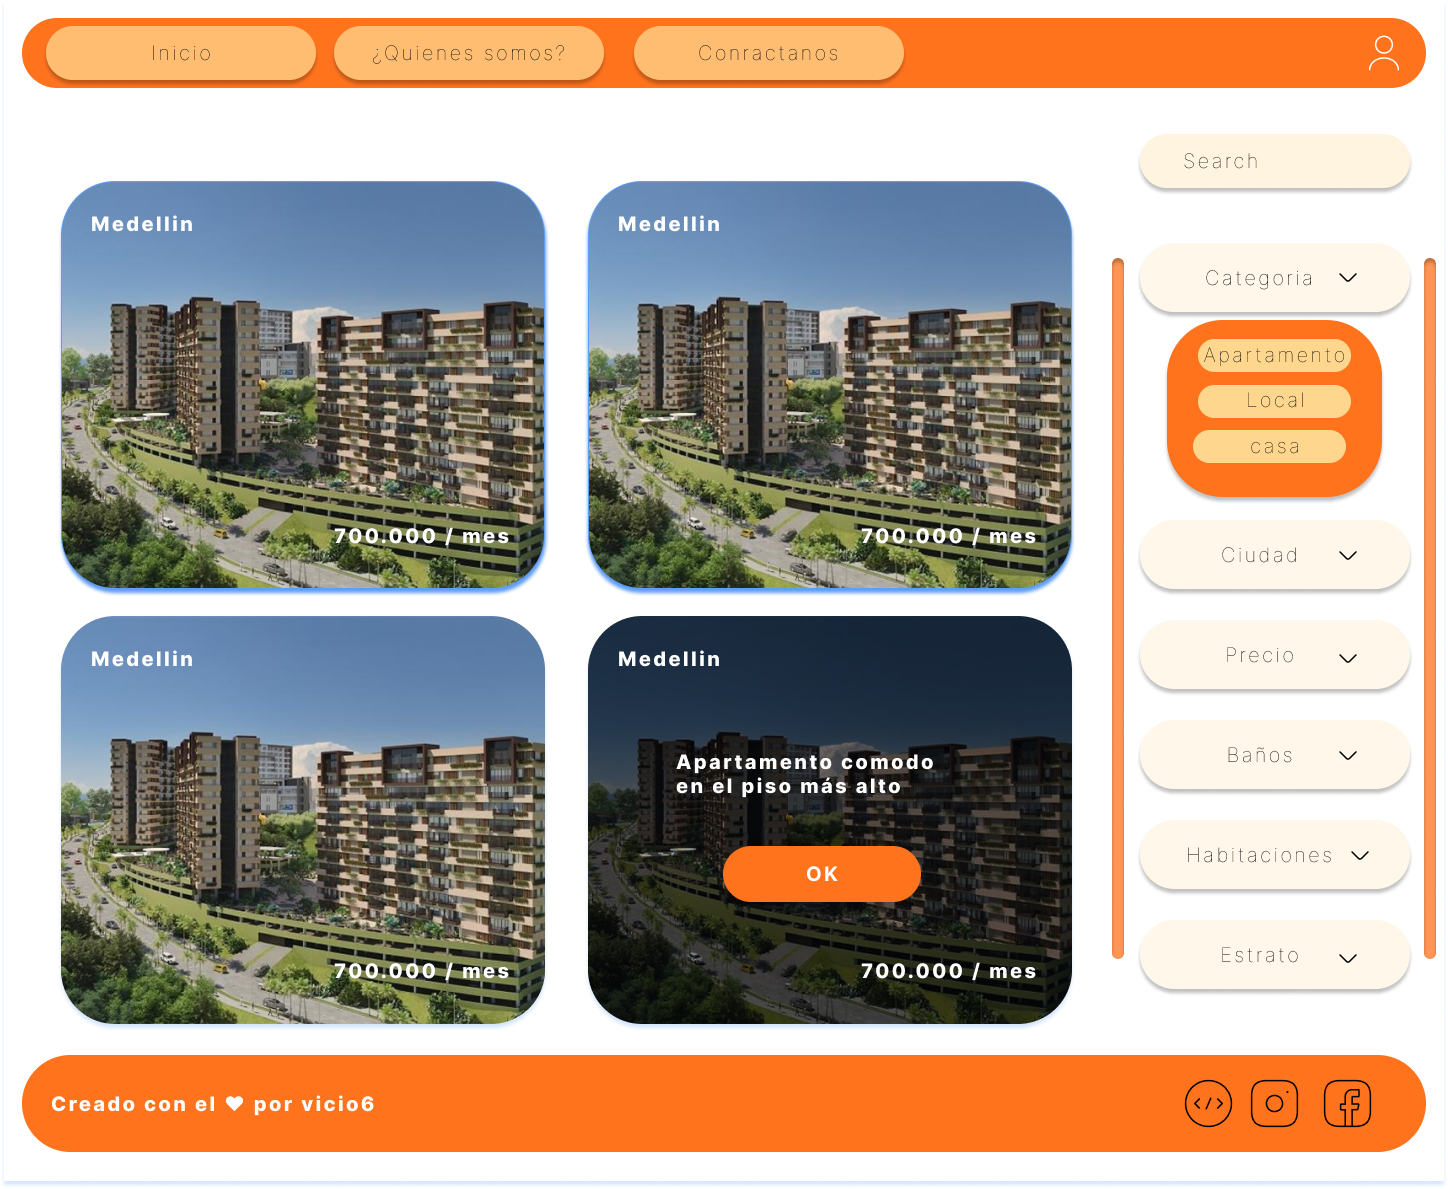 Inicio
¿Quienes somos?
Conractanos
Search
Medellin
Medellin
700.000 / mes
700.000 / mes
Medellin
Medellin
Apartamento comodo
en el piso más alto
OK
700.000 / mes
700.000 / mes
Categoria
Apartamento
Local
casa
Ciudad
Precio
Baños
Habitaciones
Estrato
Creado con el ❤ por vicio6